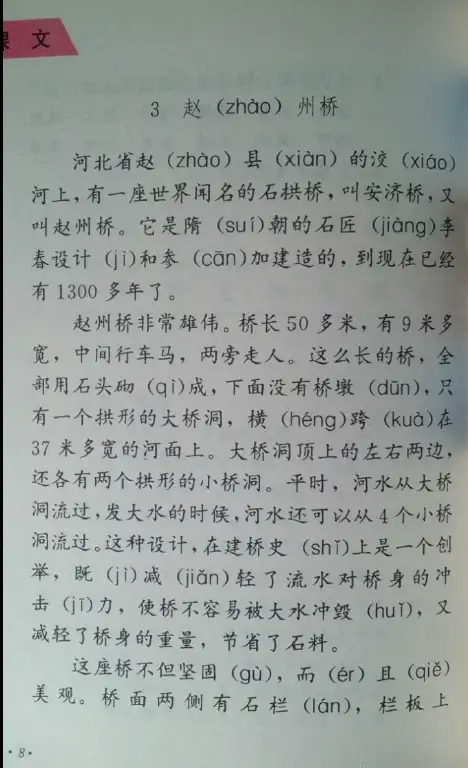 课 文
3 赵（zhào）州桥
河北省赵（zhào）县（xiàn）的洨（xiáo）
河上，有一座世界闻名的石拱桥，叫安济桥，又
叫赵州桥。它是隋（suí）朝的石匠（jiàng）李
春设计（jì）和参（cān）加建造的，到现在已经
有1300多年了。
赵州桥非常雄伟。桥长50多米，有9米多
宽，中间行车马，两旁走人。这么长的桥，全
部用石头砌（qì）成，下面没有桥墩（dūn），只
有一个拱形的大桥洞，横（héng）跨（kuà）在
37米多宽的河面上。大桥洞顶上的左右两边，
还各有两个拱形的小桥洞。平时，河水从大桥
洞流过，发大水的时候，河水还可以从4个小桥
洞流过。这种设计，在建桥史（shǐ）上是一个创
举，既（jì）减（jiǎn）轻了流水对桥身的冲
击（jī）力，使桥不容易被大水冲毁（huǐ），又
减轻了桥身的重量，节省了石料。
这座桥不但坚固（gù），而（ér）且（qiě）
美观。桥面两侧有石栏（lán），栏板上
·8·